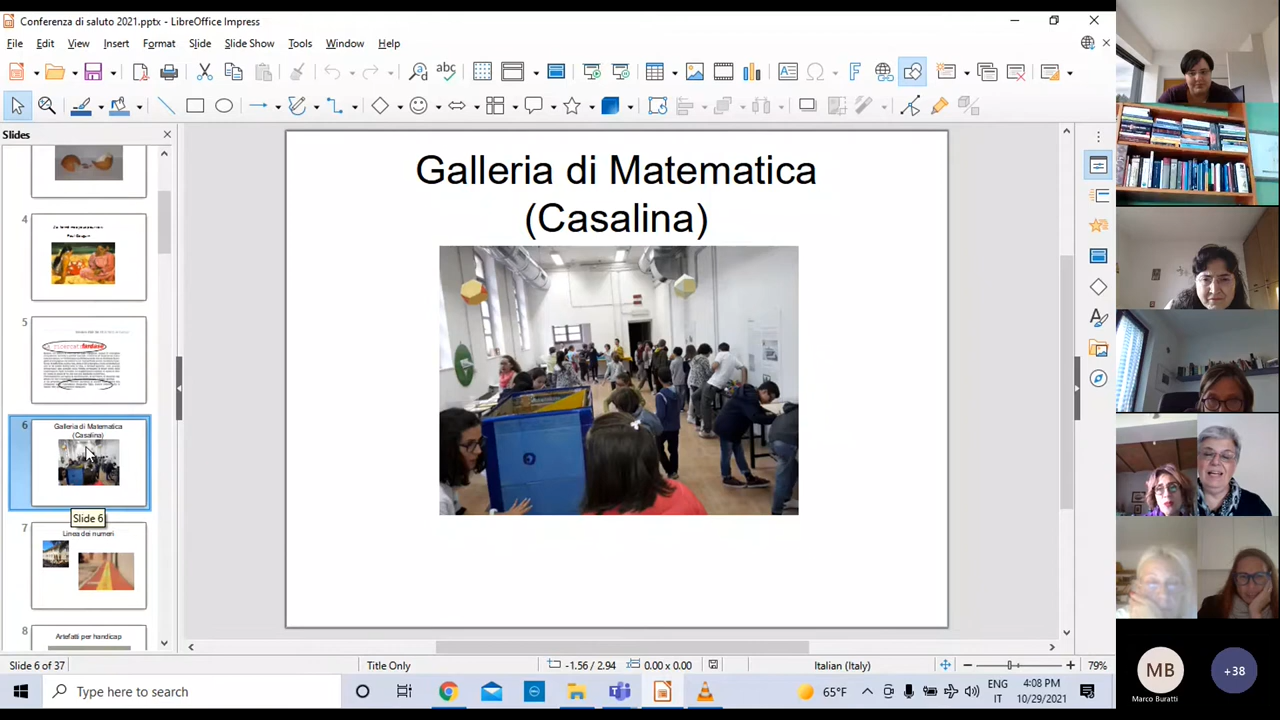 Conferenza di saluto 2021.pptx - LibreOffice Impress
File Edit View Insert Format Slide Slide Show Tools Window Help
abc
Slides
4
5
6
Galleria di Matematica
(Casalina)
Slide 6
7
Linea dei numeri
8
Artefatti per handicap
Galleria di Matematica
(Casalina)
Slide 6 of 37
Title Only
-1.56 / 2.94
0.00 x 0.00
Italian (Italy)
79%
Type here to search
65°F
ENG
IT
4:08 PM
10/29/2021
MB
Marco Buratti
+38